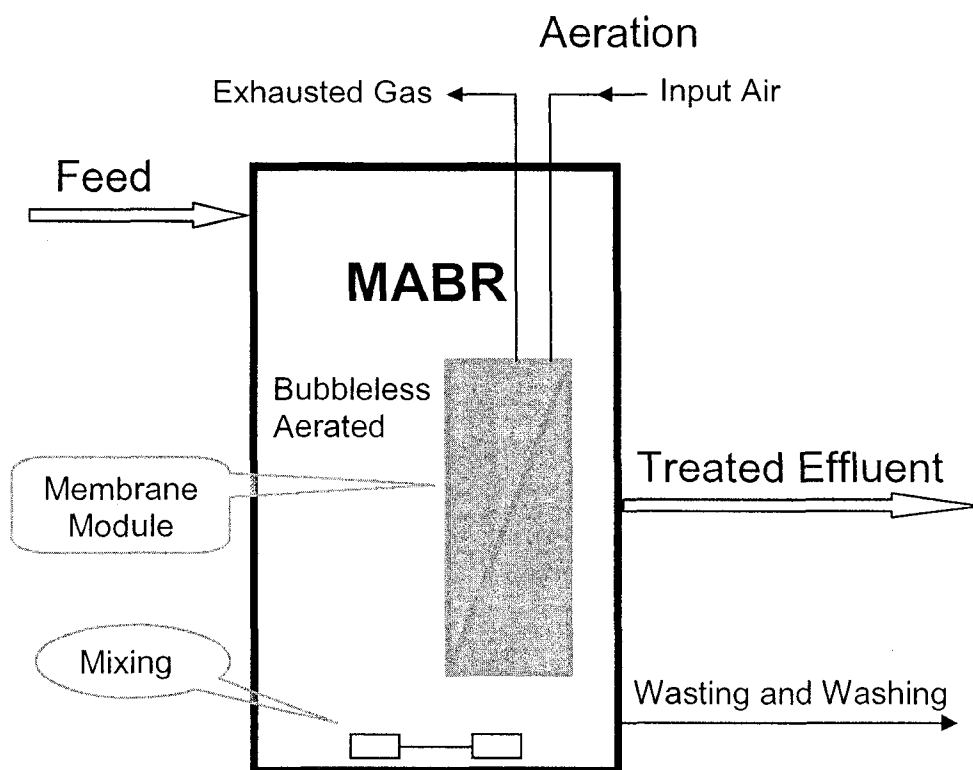 Aeration
Exhausted Gas
Input Air
Feed
MABR
Bubbleless
Aerated
Membrane
Module
Treated Effluent
Mixing
Wasting and Washing